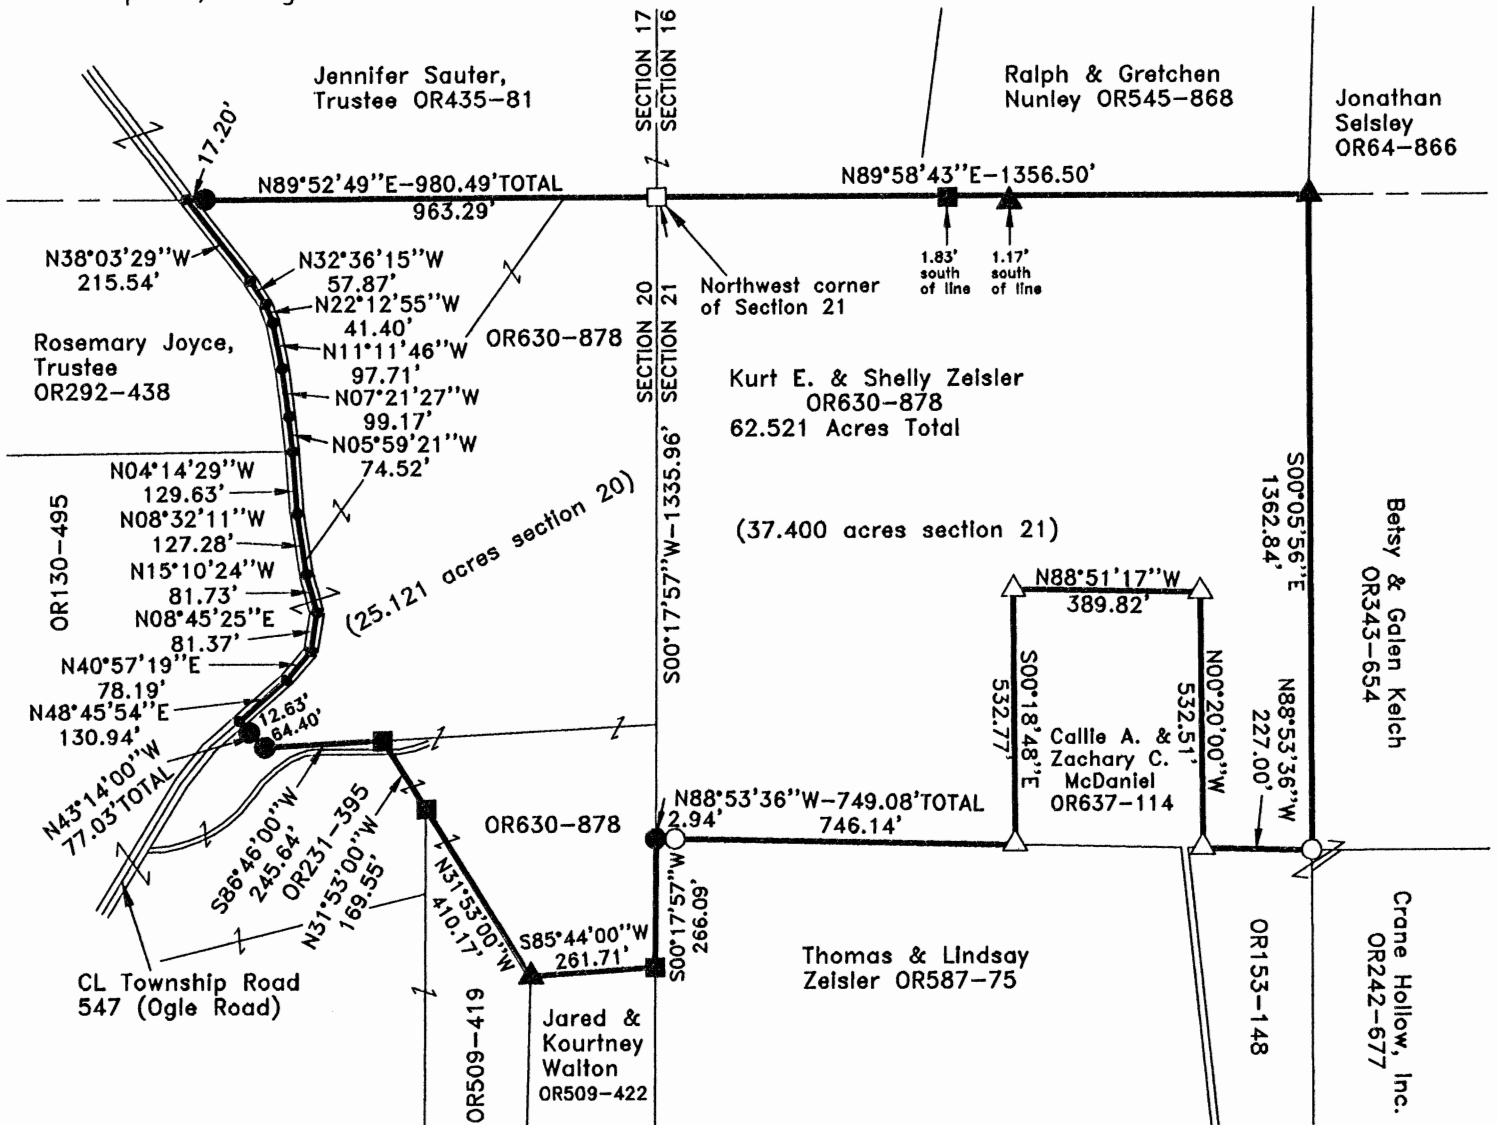 SECTION 17
SECTION 16
Jennifer Sauter,
Trustee OR435-81
Ralph & Gretchen
Nunley OR545-868
Jonathan
Selsley
OR64-866
17.20'
N89°52'49''E-980.49'TOTAL
963.29'
N89°58'43''E-1356.50'
N38°03'29''W
215.54'
N32°36'15''W
57.87'
N22°12'55''W
41.40'
N11°11'46''W
97.71'
N07°21'27''W
99.17'
N05°59'21''W
74.52'
1.83'
south
of line
1.17'
south
of line
Northwest corner
of Section 21
Rosemary Joyce,
Trustee
OR292-438
OR630-878
SECTION 20
SECTION 21
Kurt E. & Shelly Zeisler
OR630-878
62.521 Acres Total
N04°14'29''W
129.63'
N08°32'11''W
127.28'
N15°10'24''W
81.73'
N08°45'25''E
81.37'
N40°57'19''E
78.19'
N48°45'54''E
130.94'
OR130-495
(25.121 acres section 20)
S00°17'57''W-1335.96'
(37.400 acres section 21)
S00°05'56''E
1362.84'
Betsy & Galen Kelch
OR343-654
N88°51'17''W
389.82'
S00°18'48''E
532.77'
N00°20'00''W
532.51'
Callie A. &
Zachary C.
McDaniel
OR637-114
N88°53'36''W
227.00'
12.63'
64.40'
N43°14'00''W
77.03'TOTAL
S86°46'00''W
245.64'
OR231-395
N31°53'00''W
169.55'
OR630-878
N88°53'36''W-749.08'TOTAL
2.94'
746.14'
N31°53'00''W
410.17'
S85°44'00''W
261.71'
S00°17'57''W
266.09'
CL Township Road
547 (Ogle Road)
OR509-419
Jared &
Kourtney
Walton
OR509-422
Thomas & Lindsay
Zeisler OR587-75
OR153-148
Crane Hollow, Inc.
OR242-677